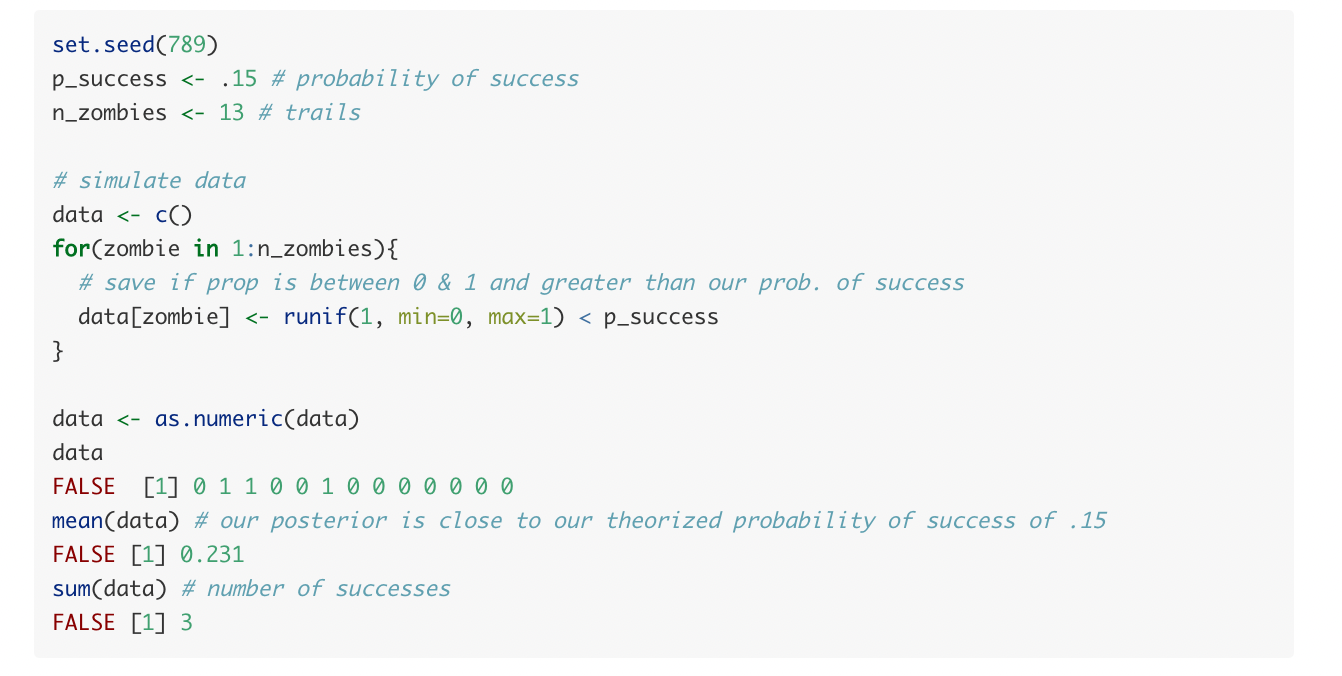 set.seed(789)
p_success <- .15 # probability of success
n_zombies <- 13 # trails
# simulate data
data <- c()
for(zombie in 1:n_zombies){
# save if prop is between 0 & 1 and greater than our prob. of success
data[zombie] <- runif(1, min=0, max=1) < p_success
}
data <- as.numeric(data)
data
FALSE  [1] 0 1 1 0 0 1 0 0 0 0 0 0 0
mean(data) # our posterior is close to our theorized probability of success of .15
FALSE [1] 0.231
sum(data) # number of successes
FALSE [1] 3